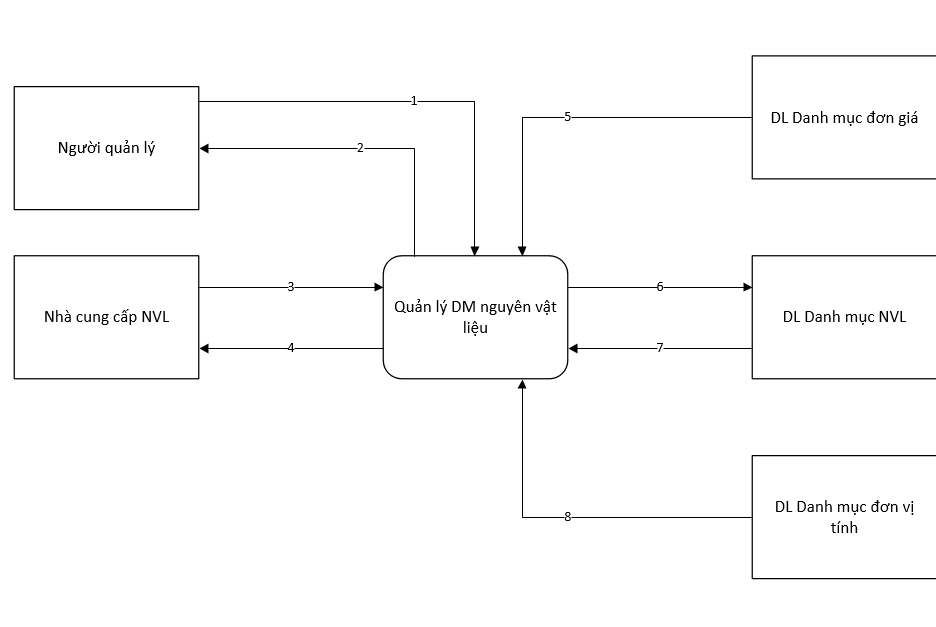 1
5
DL Danh mục đơn giá
Người quản lý
2
3
Nhà cung cấp NVL
4
Quản lý DM nguyên vật
liệu
6
DL Danh mục NVL
7
8
DL Danh mục đơn vị
tính